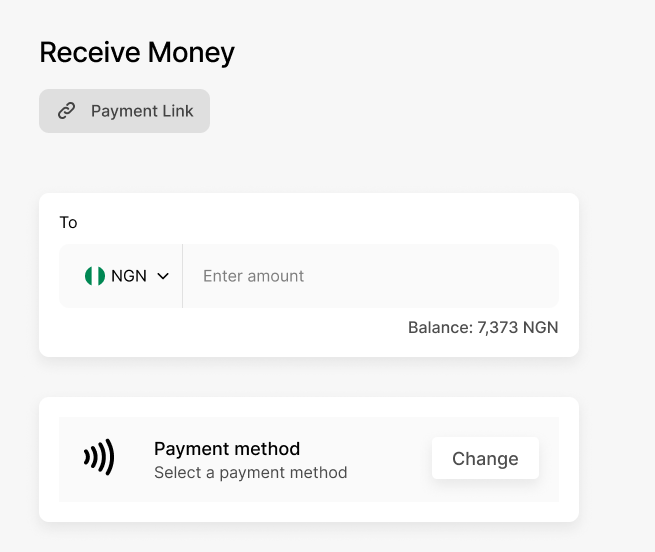 Receive Money
Payment Link
To
NGN
Enter amount
Balance: 7,373 NGN
Payment method
Select a payment method
Change